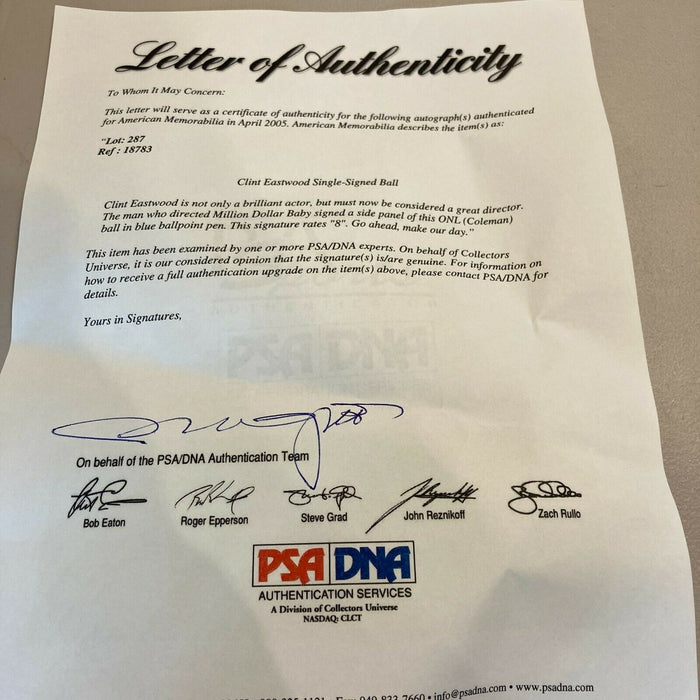 Letter of Authenticity
To Whom It May Concern:
This letter will serve as a certificate of authenticity for the following autograph(s) authenticated
for American Memorabilia in April 2005. American Memorabilia describes the item(s) as:
"Lot: 287
Ref : 18783
Clint Eastwood Single-Signed Ball
Clint Eastwood is not only a brilliant actor, but must now be considered a great director.
The man who directed Million Dollar Baby signed a side panel of this ONL (Coleman)
ball in blue ballpoint pen. This signature rates "8". Go ahead, make our day."
This item has been examined by one or more PSA/DNA experts. On behalf of Collectors
Universe, it is our considered opinion that the signature(s) is/are genuine. For information on
how to receive a full authentication upgrade on the item(s) above, please contact PSA/DNA for
details.
Yours in Signatures,
On behalf of the PSA/DNA Authentication Team
Bob Eaton Roger Epperson Steve Grad John Reznikoff Zach Rullo
PSA DNA
AUTHENTICATION SERVICES
A Division of Collectors Universe
NASDAQ: CLCT
949-833-7660 • info@psadna.com • www.psadna.com